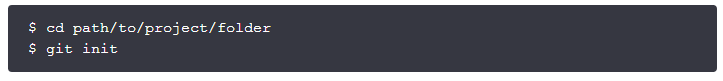 $ cd path/to/project/folder
$ git init